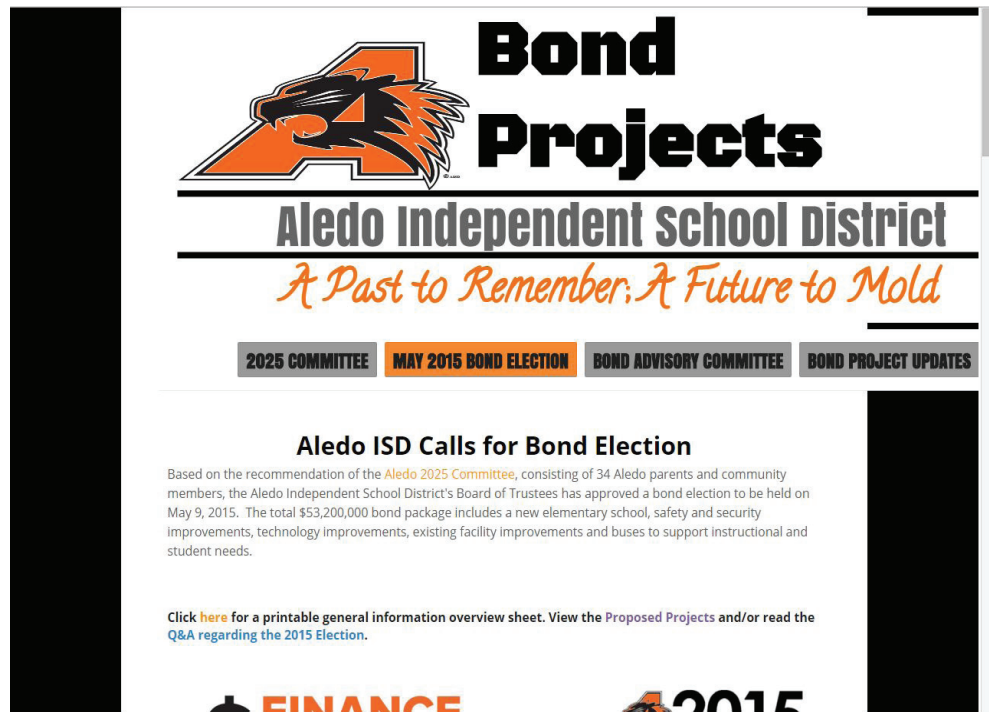 Bond
Projects
Aledo Independent School District
A Past to Remember; A Future to Mold
2025 COMMITTEE
MAY 2015 BOND ELECTION
BOND ADVISORY COMMITTEE
BOND PROJECT UPDATES
Aledo ISD Calls for Bond Election
Based on the recommendation of the Aledo 2025 Committee, consisting of 34 Aledo parents and community
members, the Aledo Independent School District's Board of Trustees has approved a bond election to be held on
May 9, 2015. The total $53,200,000 bond package includes a new elementary school, safety and security
improvements, technology improvements, existing facility improvements and buses to support instructional and
student needs.
Click here for a printable general information overview sheet. View the Proposed Projects and/or read the
Q&A regarding the 2015 Election.
FINANCE
2015